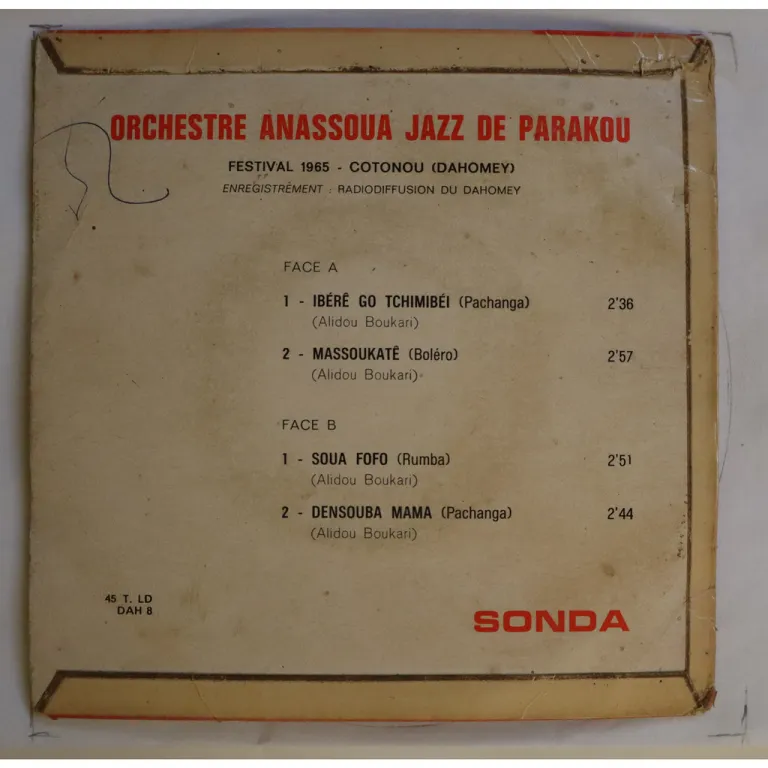 ORCHESTRE ANASSOUA JAZZ DE PARAKOU
FESTIVAL 1965 - COTONOU (DAHOMEY)
ENREGISTRÊMENT : RADIODIFFUSION DU DAHOMEY
FACE A
1 - IBÉRÊ GO TCHIMIBÉI (Pachanga) 2'36
(Alidou Boukari)
2 - MASSOUKATÊ (Boléro) 2'57
(Alidou Boukari)
FACE B
1 - SOUA FOFO (Rumba) 2'51
(Alidou Boukari)
2 - DENSOUBA MAMA (Pachanga) 2'44
(Alidou Boukari)
45 T. LD
DAH 8
SONDA